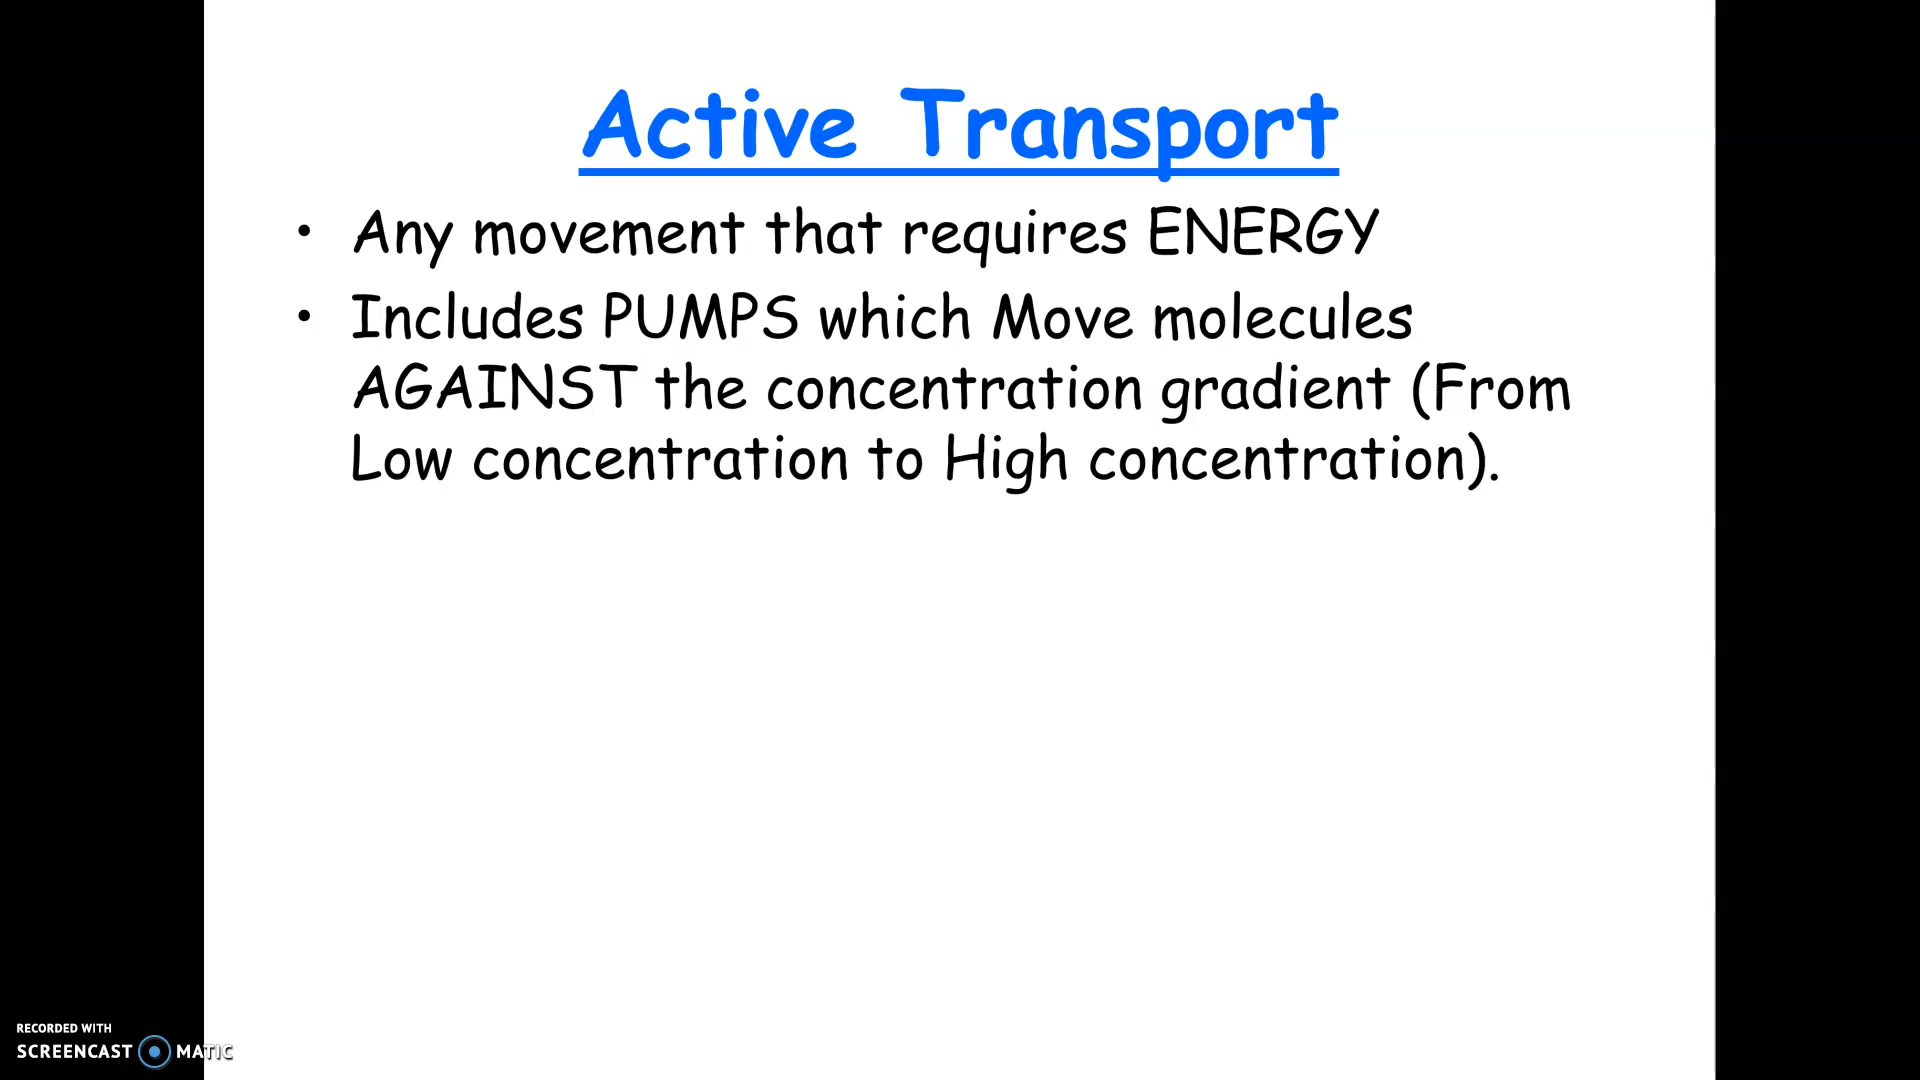 Active Transport
• Any movement that requires ENERGY
• Includes PUMPS which Move molecules
AGAINST the concentration gradient (From
Low concentration to High concentration).
RECORDED WITH
SCREENCAST MATIC